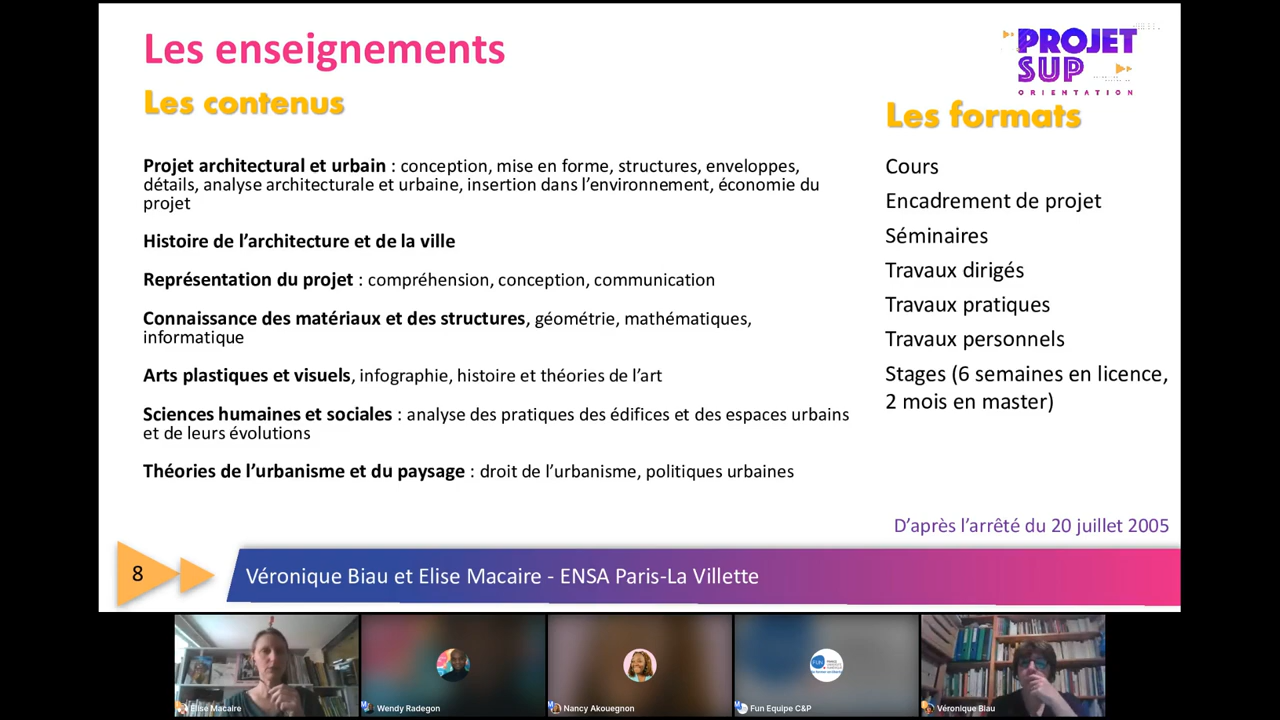 Les enseignements
PROJET
SUP
ORIENTATION
Les contenus
Les formats
Projet architectural et urbain : conception, mise en forme, structures, enveloppes,
détails, analyse architecturale et urbaine, insertion dans l’environnement, économie du
projet
Histoire de l’architecture et de la ville
Représentation du projet : compréhension, conception, communication
Connaissance des matériaux et des structures, géométrie, mathématiques,
informatique
Arts plastiques et visuels, infographie, histoire et théories de l’art
Sciences humaines et sociales : analyse des pratiques des édifices et des espaces urbains
et de leurs évolutions
Théories de l’urbanisme et du paysage : droit de l’urbanisme, politiques urbaines
Cours
Encadrement de projet
Séminaires
Travaux dirigés
Travaux pratiques
Travaux personnels
Stages (6 semaines en licence,
2 mois en master)
D’après l’arrêté du 20 juillet 2005
8
Véronique Biau et Elise Macaire - ENSA Paris-La Villette
Elise Macaire
Wendy Radegon
Nancy Akouegnon
FUN
Fun Equipe C&P
Véronique Biau